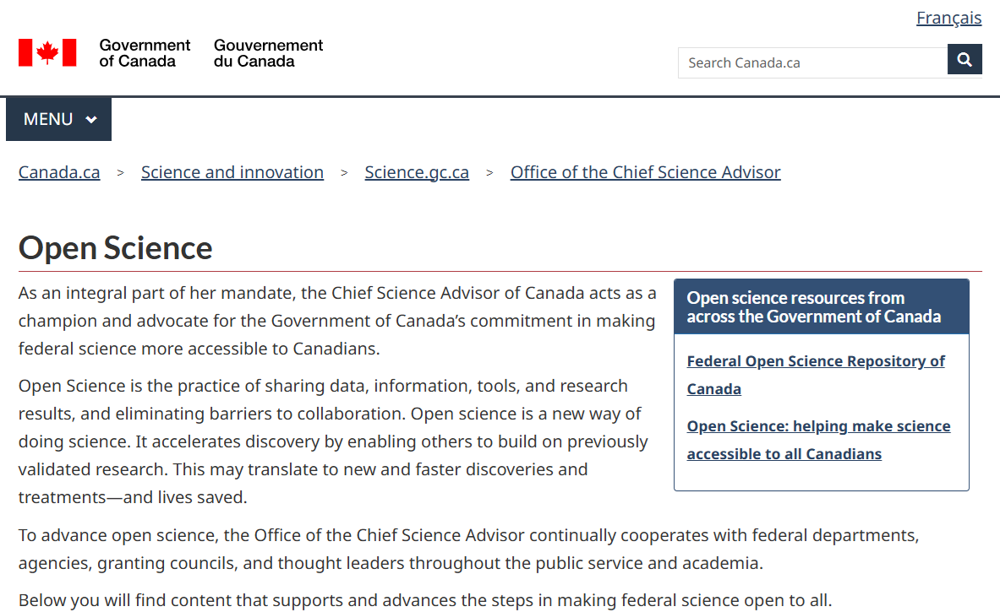 Français
Government of Canada
Gouvernement du Canada
Search Canada.ca
MENU
Canada.ca > Science and innovation > Science.gc.ca > Office of the Chief Science Advisor
Open Science
As an integral part of her mandate, the Chief Science Advisor of Canada acts as a
champion and advocate for the Government of Canada’s commitment in making
federal science more accessible to Canadians.
Open Science is the practice of sharing data, information, tools, and research
results, and eliminating barriers to collaboration. Open science is a new way of
doing science. It accelerates discovery by enabling others to build on previously
validated research. This may translate to new and faster discoveries and
treatments—and lives saved.
Open science resources from
across the Government of Canada
Federal Open Science Repository of
Canada
Open Science: helping make science
accessible to all Canadians
To advance open science, the Office of the Chief Science Advisor continually cooperates with federal departments,
agencies, granting councils, and thought leaders throughout the public service and academia.
Below you will find content that supports and advances the steps in making federal science open to all.